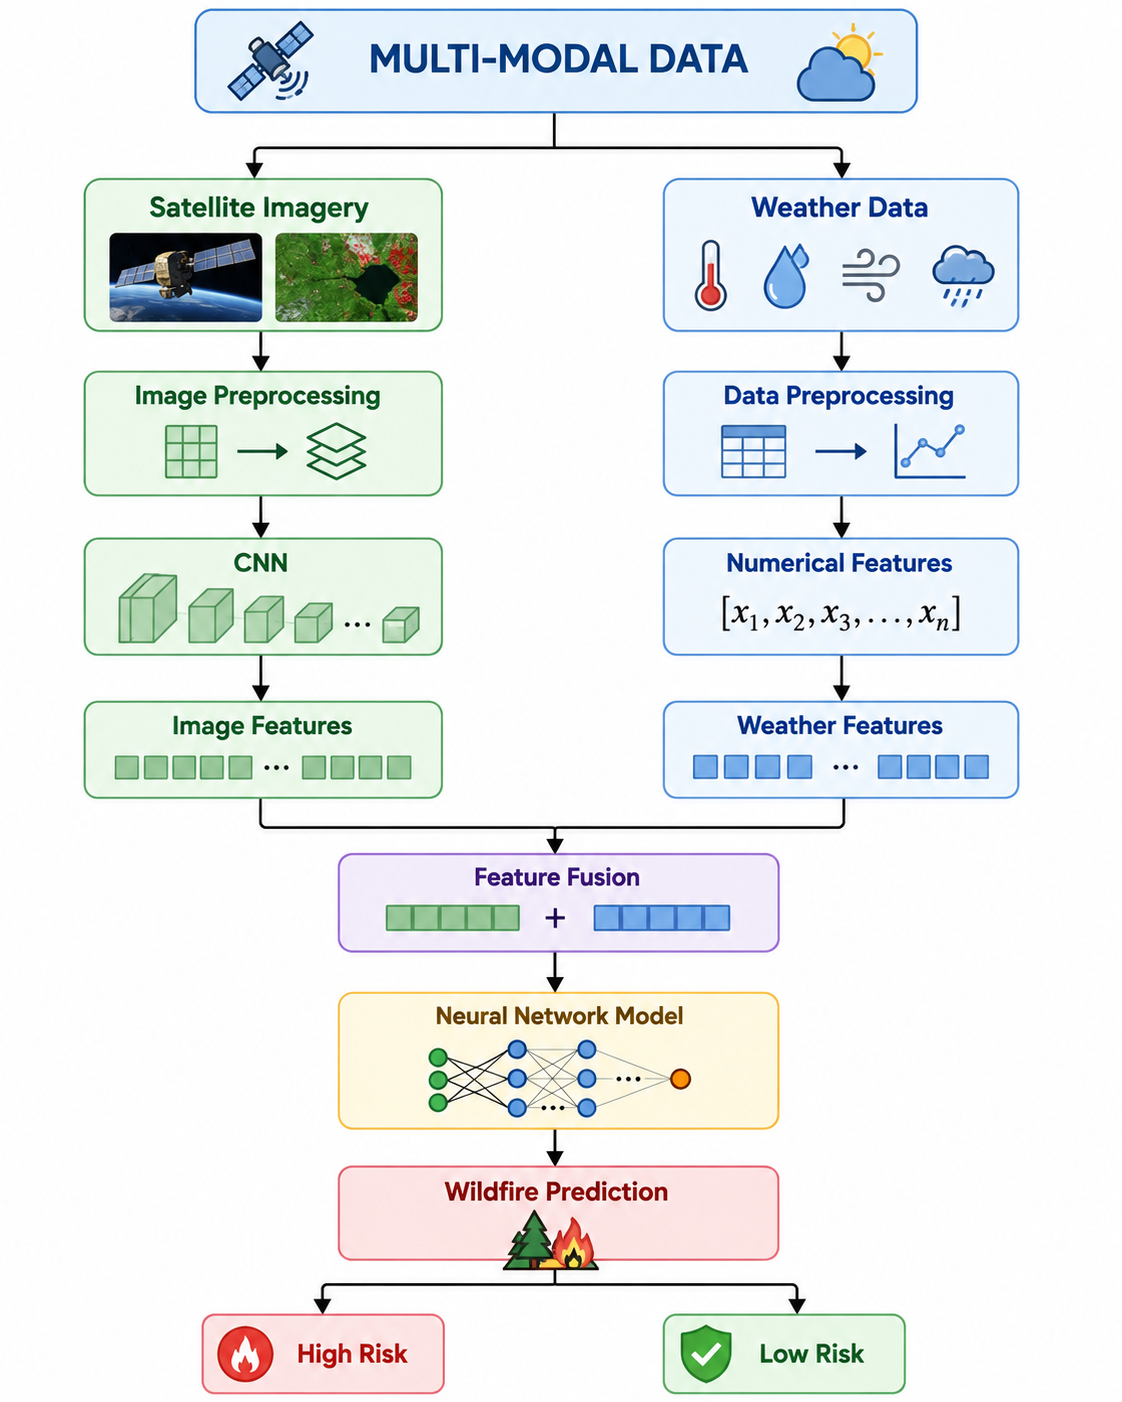 MULTI-MODAL DATA
Satellite Imagery
Weather Data
Image Preprocessing
Data Preprocessing
CNN
...
Numerical Features
[x₁, x₂, x₃, ..., xₙ]
Image Features
...
Weather Features
...
Feature Fusion
+
Neural Network Model
...
...
Wildfire Prediction
High Risk
Low Risk